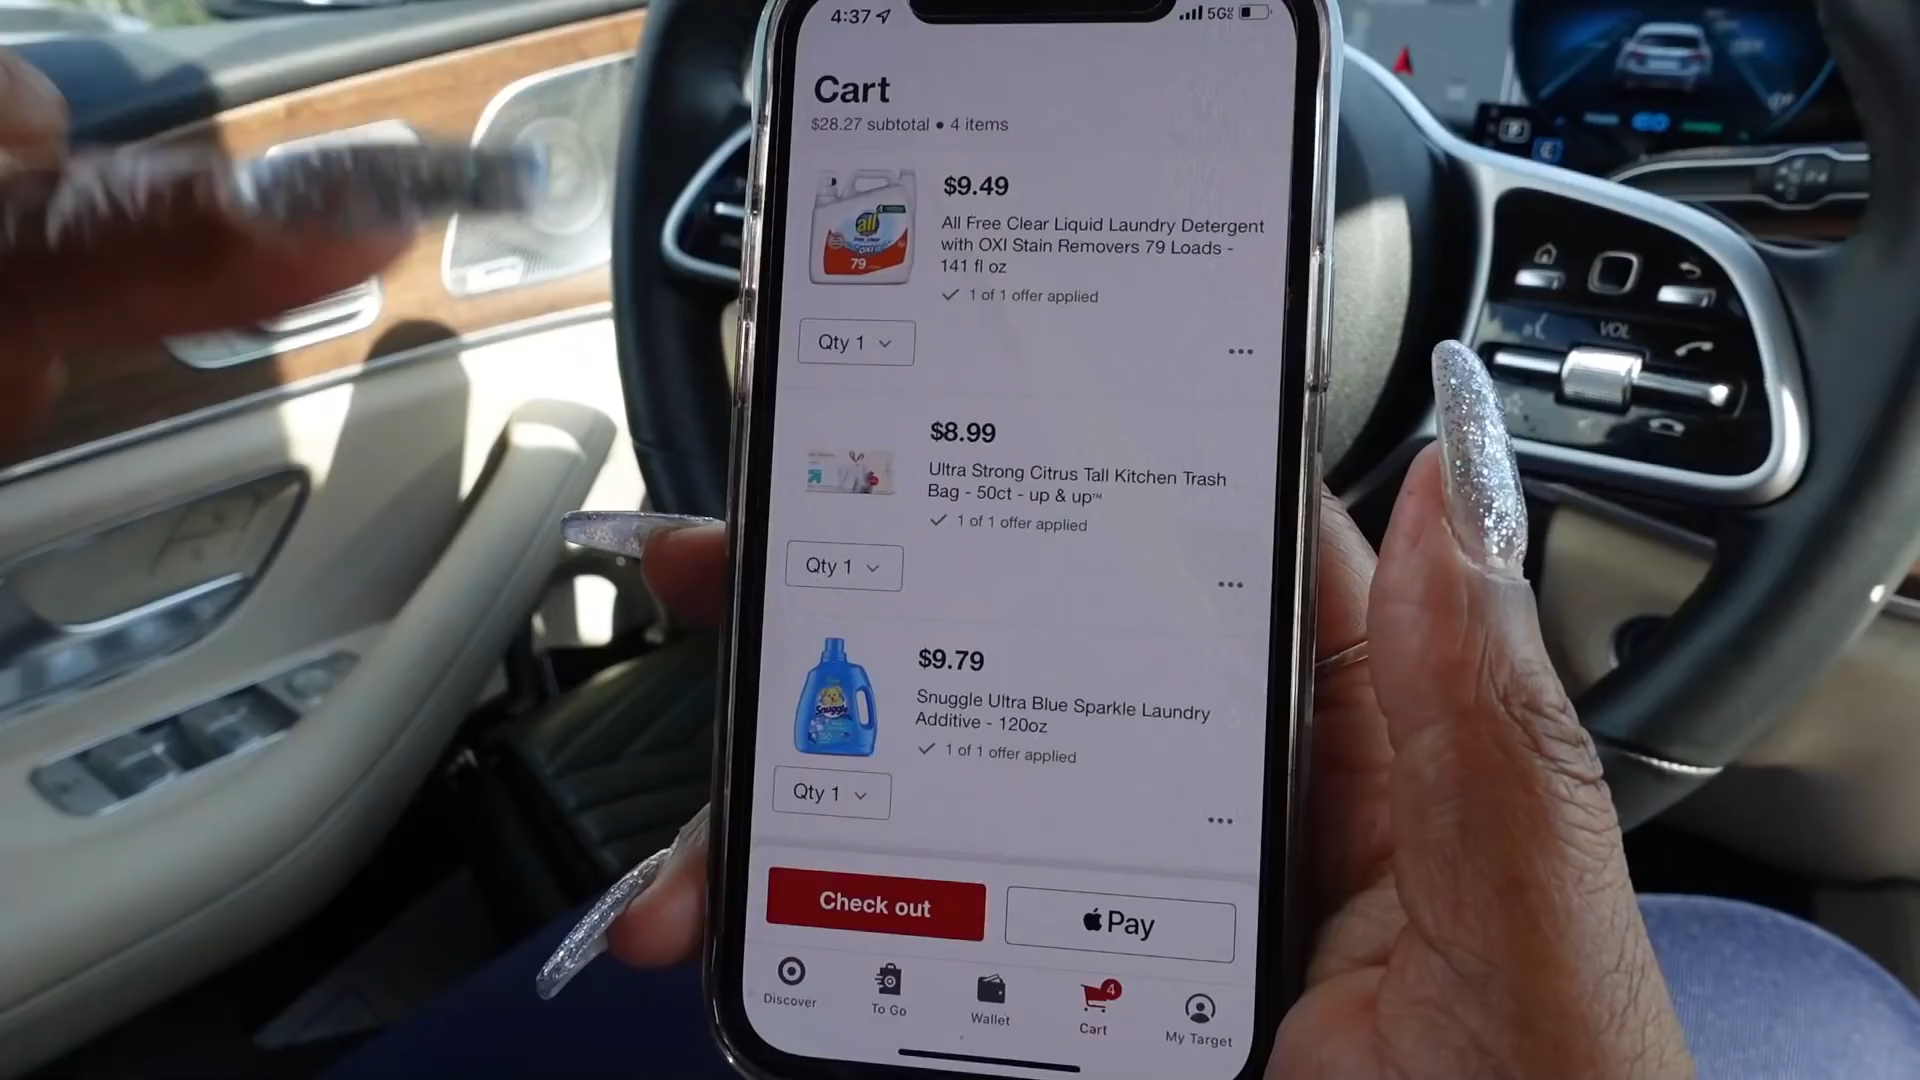 4:37
5G
Cart
$28.27 subtotal • 4 items
$9.49
All Free Clear Liquid Laundry Detergent
with OXI Stain Removers 79 Loads -
141 fl oz
1 of 1 offer applied
all
79
Qty 1
$8.99
Ultra Strong Citrus Tall Kitchen Trash
Bag - 50ct - up & up™
1 of 1 offer applied
Qty 1
$9.79
Snuggle Ultra Blue Sparkle Laundry
Additive - 120oz
1 of 1 offer applied
Snuggle
Qty 1
Check out
Pay
Discover
To Go
Wallet
4
Cart
My Target
VOL